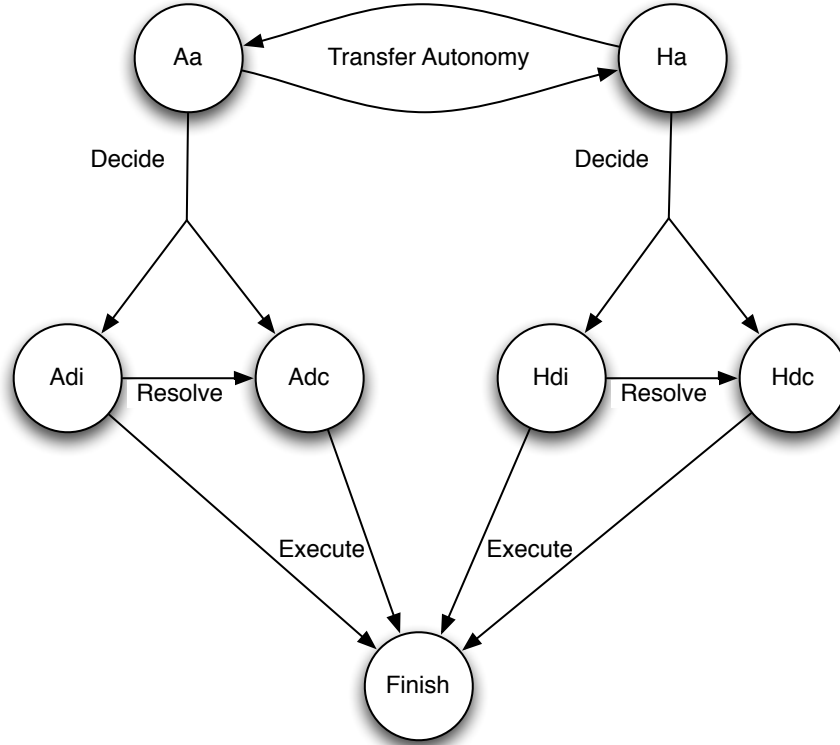 Aa
Transfer Autonomy
Ha
Decide
Decide
Adi
Resolve
Adc
Hdi
Resolve
Hdc
Execute
Execute
Finish